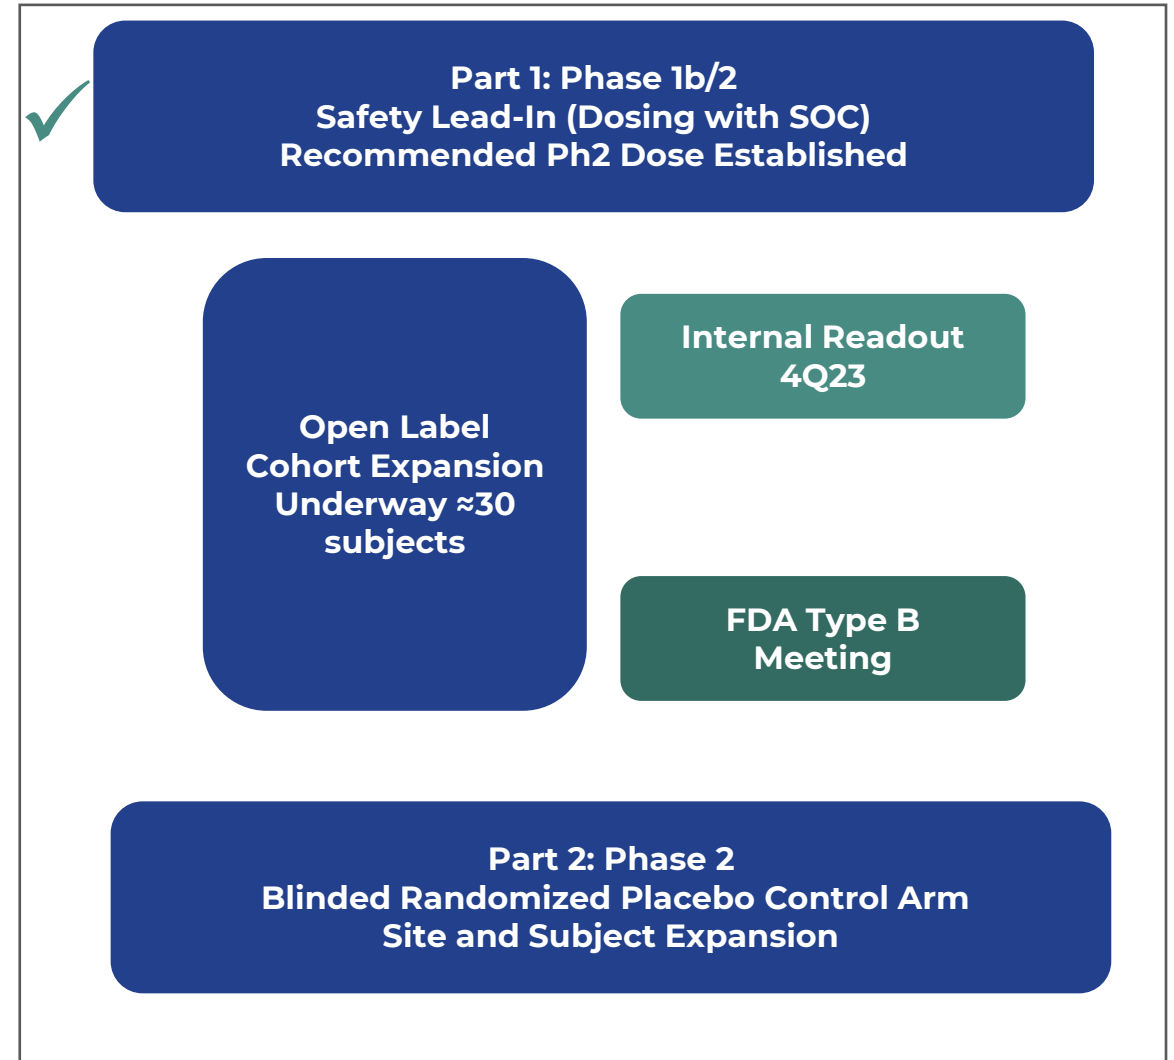 Part 1: Phase 1b/2
Safety Lead-In (Dosing with SOC)
Recommended Ph2 Dose Established
Open Label
Cohort Expansion
Underway ≈30
subjects
Internal Readout
4Q23
FDA Type B
Meeting
Part 2: Phase 2
Blinded Randomized Placebo Control Arm
Site and Subject Expansion